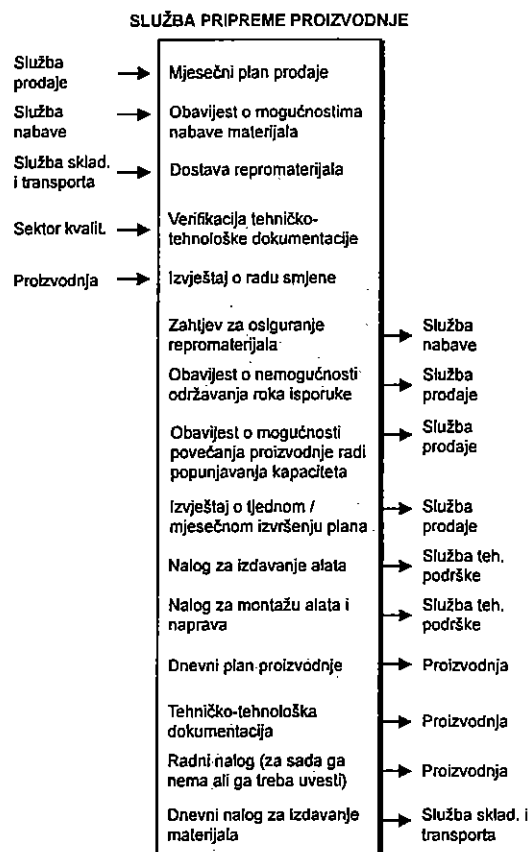 SLUŽBA PRIPREME PROIZVODNJE
Služba
prodaje
Mjesečni plan prodaje
Služba
nabave
Obavijest o mogućnostima
nabave materijala
Služba sklad.
i transporta
Dostava repromaterijala
Sektor kvalit.
Verifikacija tehničko-
tehnološke dokumentacije
Proizvodnja
Izvještaj o radu smjene
Zahtjev za osiguranje
repromaterijala
Služba
nabave
Obavijest o nemogućnosti
održavanja roka isporuke
Služba
prodaje
Obavijest o mogućnosti
povećanja proizvodnje radi
popunjavanja kapaciteta
Služba
prodaje
Izvještaj o tjednom /
mjesečnom izvršenju plana
Služba
prodaje
Nalog za izdavanje alata
Služba teh.
podrške
Nalog za montažu alata i
naprava
Služba teh.
podrške
Dnevni plan proizvodnje
Proizvodnja
Tehničko-tehnološka
dokumentacija
Proizvodnja
Radni nalog (za sada ga
nema ali ga treba uvesti)
Proizvodnja
Dnevni nalog za izdavanje
materijala
Služba sklad. i
transporta